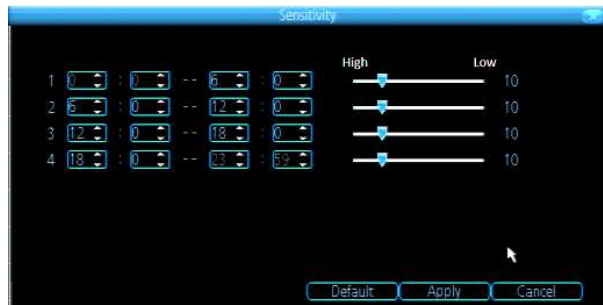 Sensitivity
High Low
1 0 : 0 -- 6 : 0 10
2 6 : 0 -- 12 : 0 10
3 12 : 0 -- 18 : 0 10
4 18 : 0 -- 23 : 59 10
Default Apply Cancel